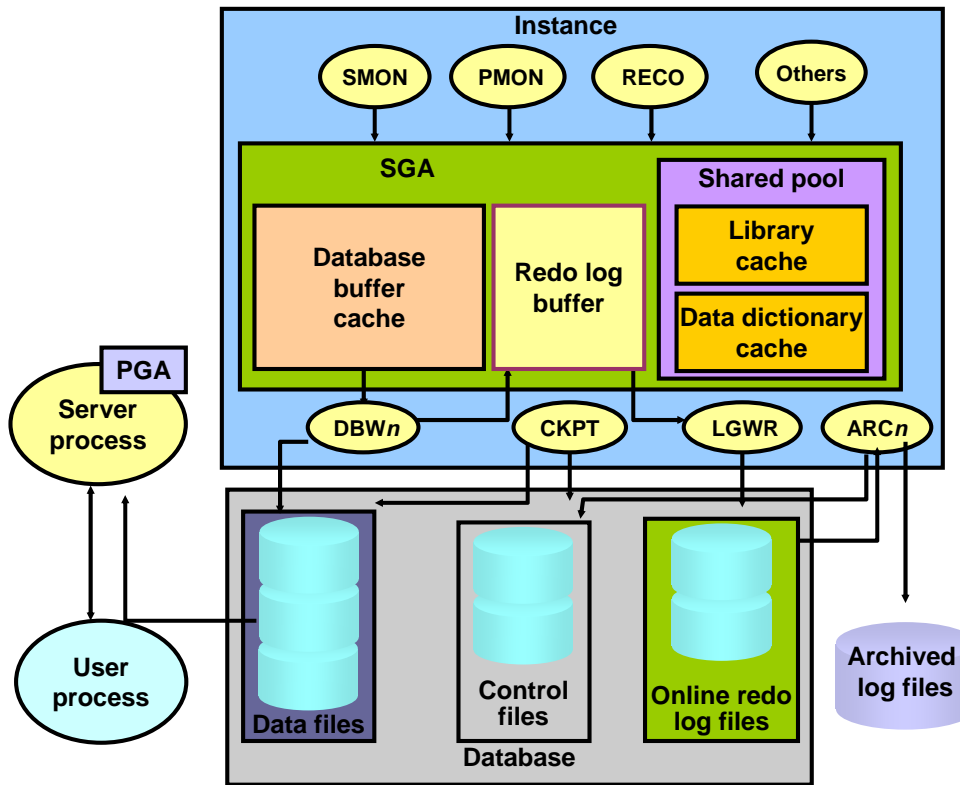 Instance
SMON
PMON
RECO
Others
SGA
Shared pool
Database
buffer
cache
Redo log
buffer
Library
cache
Data dictionary
cache
PGA
Server
process
DBWn
CKPT
LGWR
ARCn
User
process
Data files
Control
files
Online redo
log files
Archived
log files
Database